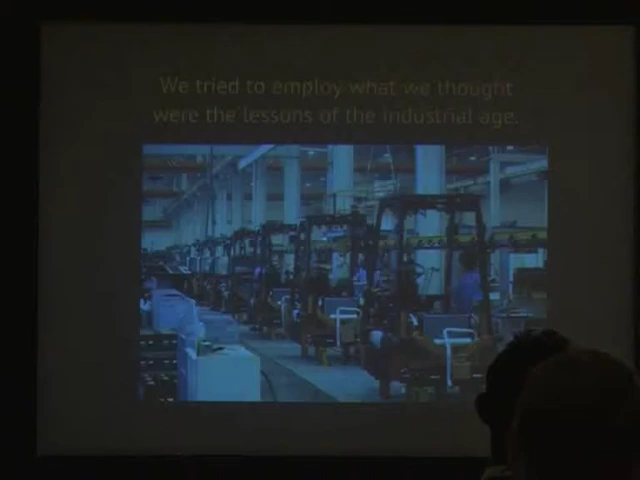 We tried to employ what we thought
were the lessons of the industrial age.